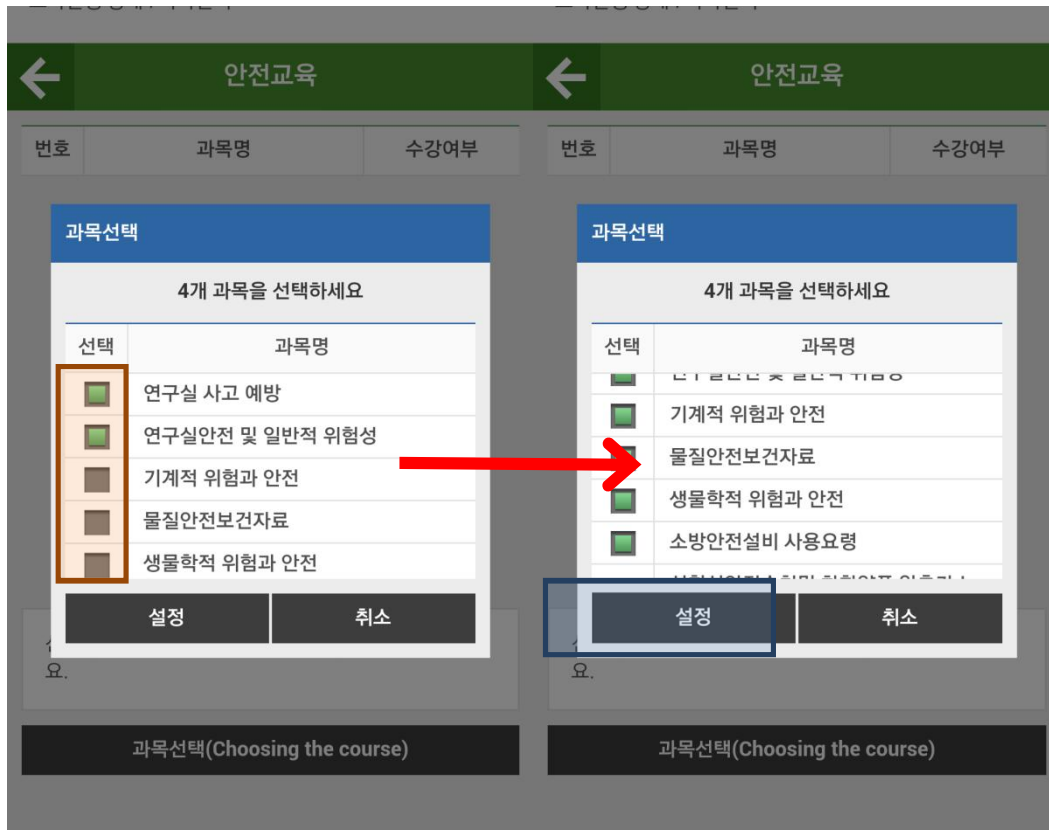 안전교육
번호 과목명 수강여부
과목선택
4개 과목을 선택하세요
선택 과목명
연구실 사고 예방
연구실안전 및 일반적 위험성
기계적 위험과 안전
물질안전보건자료
생물학적 위험과 안전
설정 취소
요.
과목선택(Choosing the course)
안전교육
번호 과목명 수강여부
과목선택
4개 과목을 선택하세요
선택 과목명
기계적 위험과 안전
물질안전보건자료
생물학적 위험과 안전
소방안전설비 사용요령
설정 취소
요.
과목선택(Choosing the course)